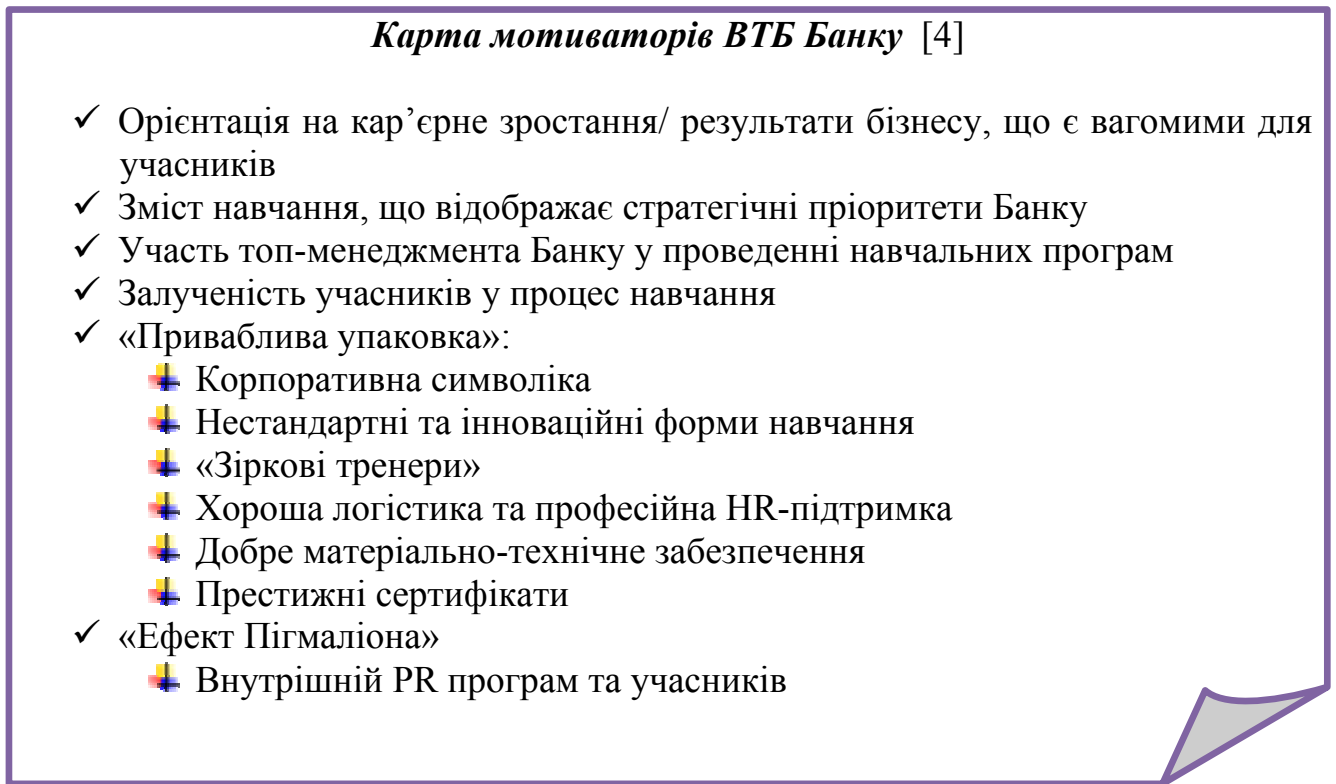 Карта мотиваторів ВТБ Банку [4]
✓ Орієнтація на кар’єрне зростання/ результати бізнесу, що є вагомими для
учасників
✓ Зміст навчання, що відображає стратегічні пріоритети Банку
✓ Участь топ-менеджмента Банку у проведенні навчальних програм
✓ Залученість учасників у процес навчання
✓ «Приваблива упаковка»:
Корпоративна символіка
Нестандартні та інноваційні форми навчання
«Зіркові тренери»
Хороша логістика та професійна HR-підтримка
Добре матеріально-технічне забезпечення
Престижні сертифікати
✓ «Ефект Пігмаліона»
Внутрішній PR програм та учасників